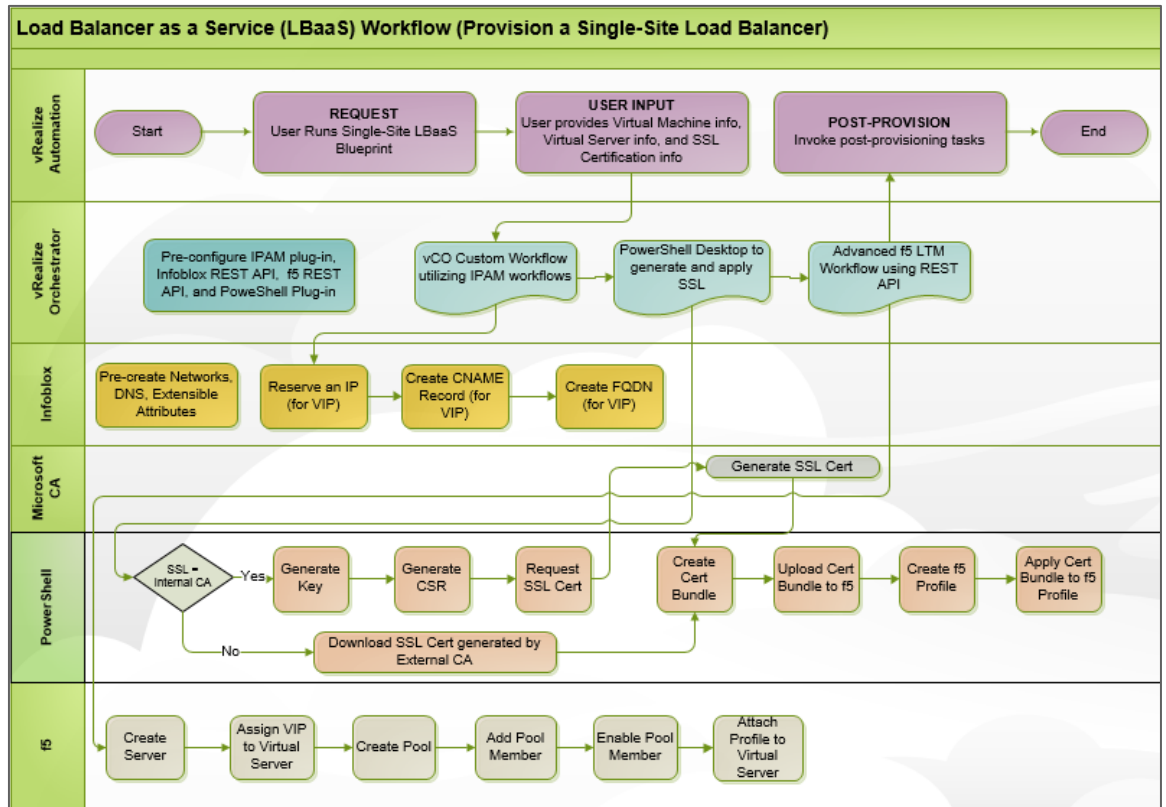 Load Balancer as a Service (LBaaS) Workflow (Provision a Single-Site Load Balancer)
vRealize
Automation
Start
REQUEST
User Runs Single-Site LBaaS
Blueprint
USER INPUT
User provides Virtual Machine info,
Virtual Server info, and SSL
Certification info
POST-PROVISION
Invoke post-provisioning tasks
End
vRealize
Orchestrator
Pre-configure IPAM plug-in,
Infoblox REST API, f5 REST
API, and PoweShell Plug-in
vCO Custom Workflow
utilizing IPAM workflows
PowerShell Desktop to
generate and apply
SSL
Advanced f5 LTM
Workflow using REST
API
Infoblox
Pre-create Networks,
DNS, Extensible
Attributes
Reserve an IP
(for VIP)
Create CNAME
Record (for
VIP)
Create FQDN
(for VIP)
Microsoft
CA
Generate SSL Cert
PowerShell
SSL =
Internal CA
Yes
Generate
Key
Generate
CSR
Request
SSL Cert
Create
Cert
Bundle
Upload Cert
Bundle to f5
Create f5
Profile
Apply Cert
Bundle to f5
Profile
No
Download SSL Cert generated by
External CA
f5
Create
Server
Assign VIP
to Virtual
Server
Create Pool
Add Pool
Member
Enable Pool
Member
Attach
Profile to
Virtual
Server